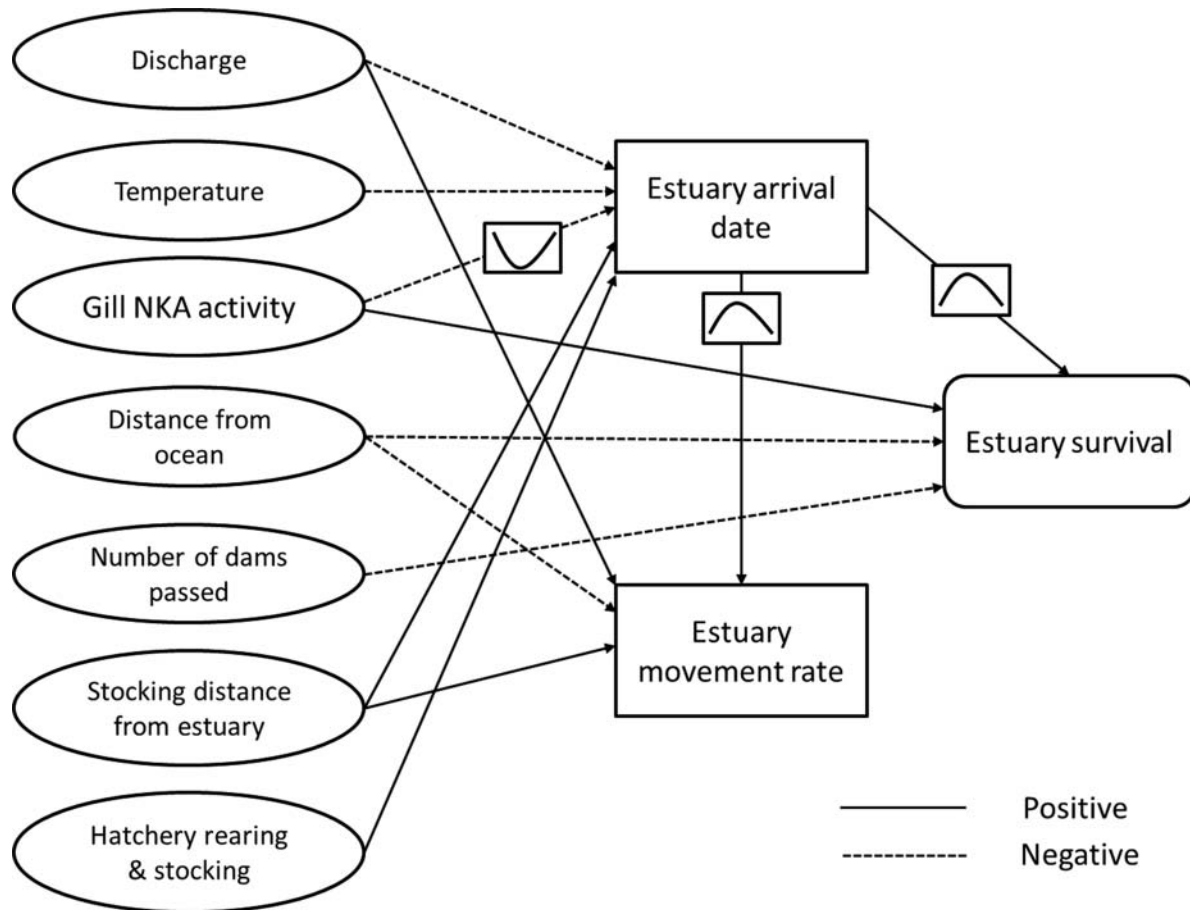 Discharge
Temperature
Gill NKA activity
Distance from
ocean
Number of dams
passed
Stocking distance
from estuary
Hatchery rearing
& stocking
Estuary arrival
date
Estuary survival
Estuary
movement rate
Positive
Negative